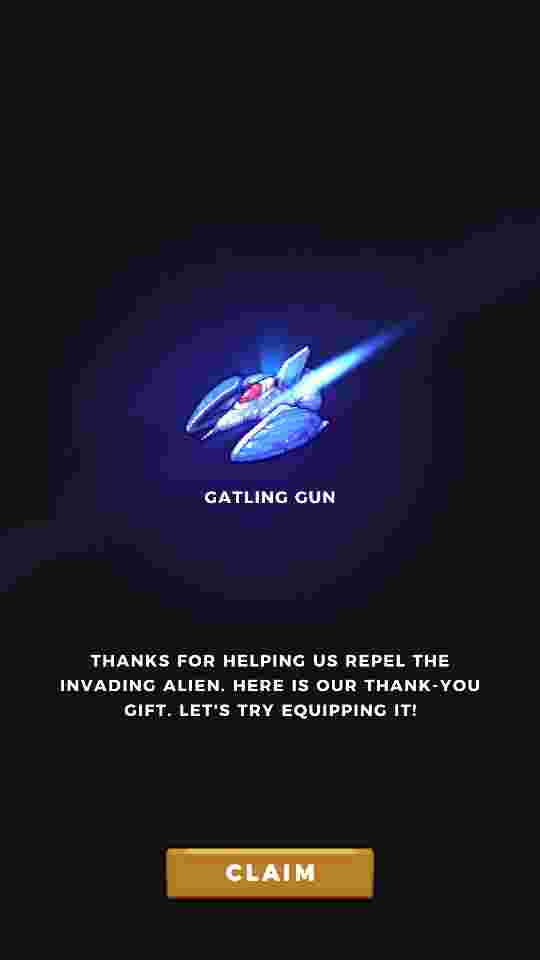 GATLING GUN
THANKS FOR HELPING US REPEL THE
INVADING ALIEN. HERE IS OUR THANK-YOU
GIFT. LET'S TRY EQUIPPING IT!
CLAIM